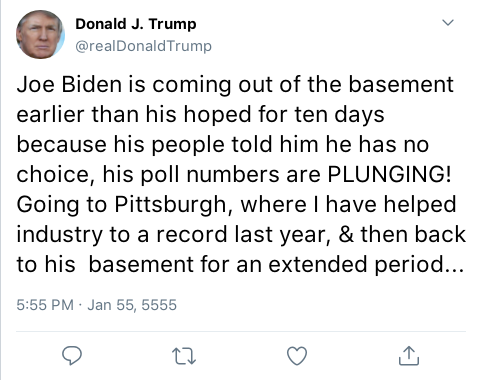 Donald J. Trump
@realDonaldTrump
Joe Biden is coming out of the basement
earlier than his hoped for ten days
because his people told him he has no
choice, his poll numbers are PLUNGING!
Going to Pittsburgh, where I have helped
industry to a record last year, & then back
to his  basement for an extended period...
5:55 PM · Jan 55, 5555